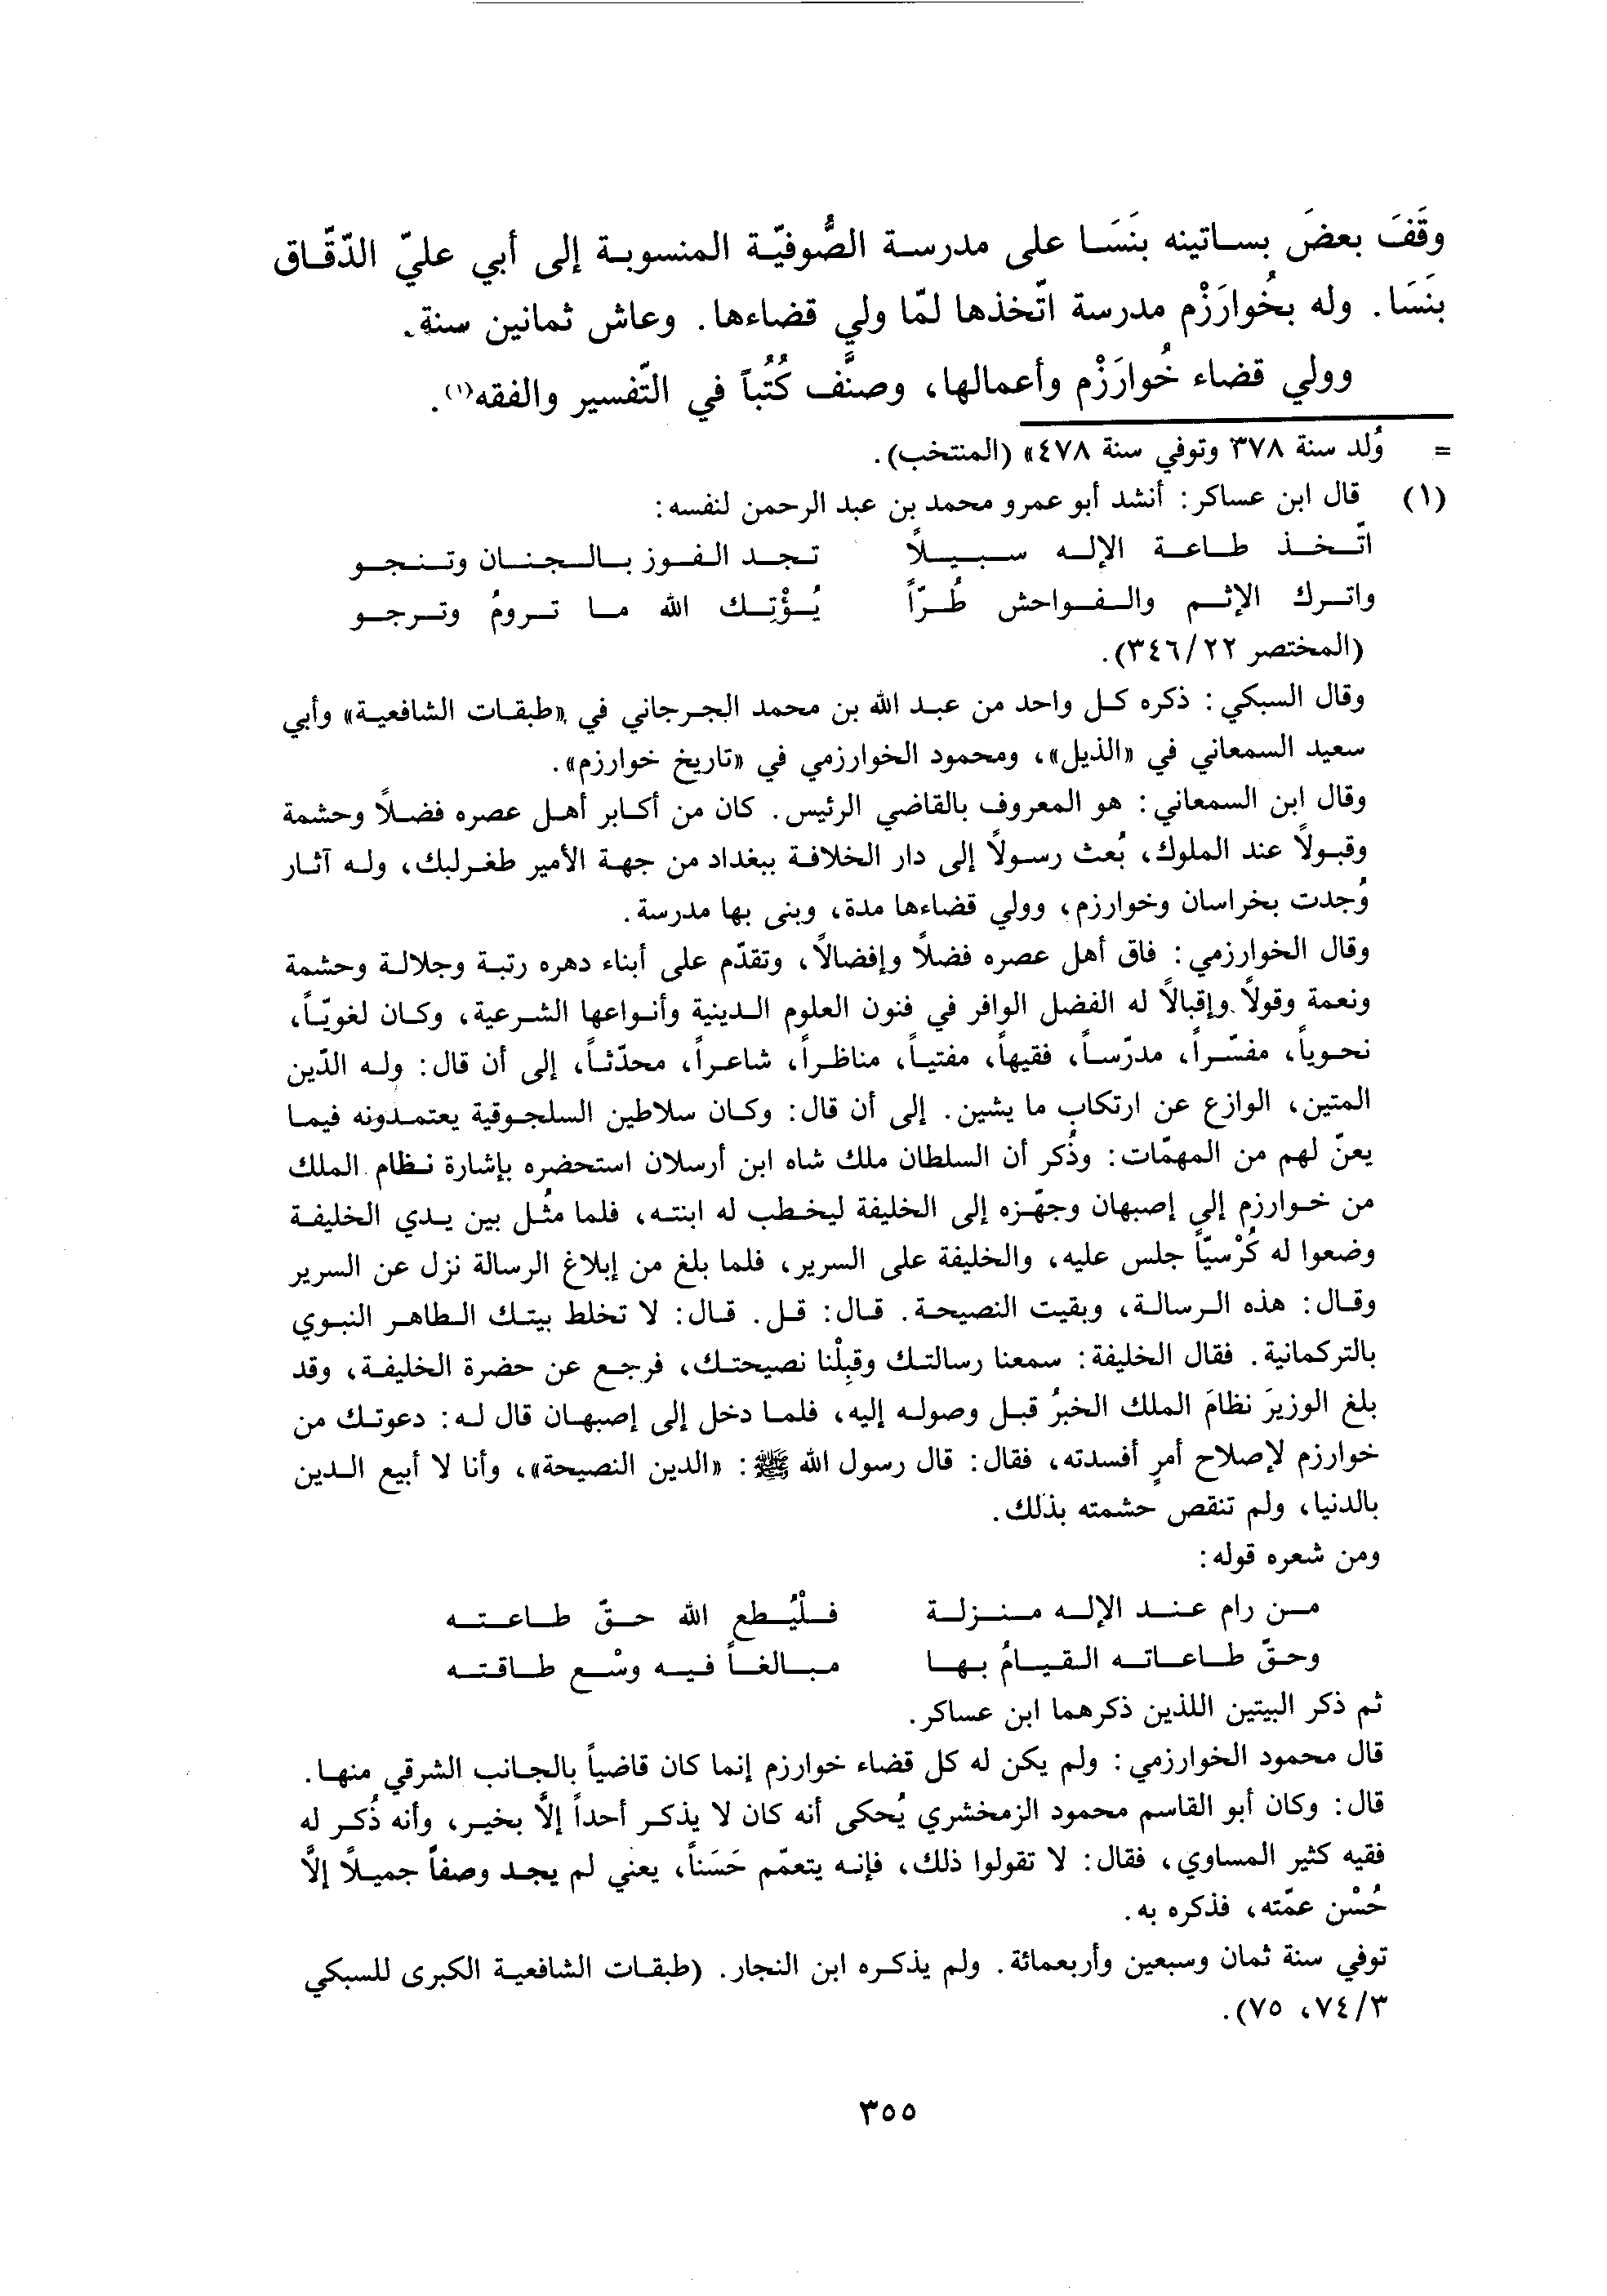 وقَفَ بعضَ بساتينه بنَسَا على مدرسة الصُّوفيّة المنسوبة إلى أبي عليّ الدّقّاق
بنَسَا. وله بخُوارَزْم مدرسة اتّخذها لمّا ولي قضاءها. وعاش ثمانين سنة.
وولي قضاء خُوارَزْم وأعمالها، وصنَّف كُتُباً في التّفسير والفقه(١).
= وُلد سنة ٣٧٨ وتوفي سنة ٤٧٨» (المنتخب).
(١) قال ابن عساكر: أنشد أبو عمرو محمد بن عبد الرحمن لنفسه:
اتّخذ طاعة الإله سبيلاً تجد الفوز بالجنان وتنجو
واترك الإثم والفواحش طُرّاً يُؤْتِك الله ما ترومُ وترجو
(المختصر ٣٤٦/٢٢).
وقال السبكي: ذكره كل واحد من عبد الله بن محمد الجرجاني في «طبقات الشافعية» وأبي
سعيد السمعاني في «الذيل»، ومحمود الخوارزمي في «تاريخ خوارزم».
وقال ابن السمعاني: هو المعروف بالقاضي الرئيس. كان من أكابر أهل عصره فضلاً وحشمة
وقبولاً عند الملوك، بُعث رسولاً إلى دار الخلافة ببغداد من جهة الأمير طغرلبك، وله آثار
وُجدت بخراسان وخوارزم، وولي قضاءها مدة، وبنى بها مدرسة.
وقال الخوارزمي: فاق أهل عصره فضلاً وإفضالاً، وتقدّم على أبناء دهره رتبة وجلالة وحشمة
ونعمة وقولاً وإقبالاً له الفضل الوافر في فنون العلوم الدينية وأنواعها الشرعية، وكان لغويّاً،
نحوياً، مفسّراً، مدرّساً، فقيهاً، مفتياً، مناظراً، شاعراً، محدّثاً، إلى أن قال: وله الدّين
المتين، الوازع عن ارتكاب ما يشين. إلى أن قال: وكان سلاطين السلجوقية يعتمدونه فيما
يعنّ لهم من المهمّات: وذُكر أن السلطان ملك شاه ابن أرسلان استحضره بإشارة نظام الملك
من خوارزم إلى إصبهان وجهّزه إلى الخليفة ليخطب له ابنته، فلما مثُل بين يدي الخليفة
وضعوا له كُرْسيّاً جلس عليه، والخليفة على السرير، فلما بلغ من إبلاغ الرسالة نزل عن السرير
وقال: هذه الرسالة، وبقيت النصيحة. قال: قل. قال: لا تخلط بيتك الطاهر النبوي
بالتركمانية. فقال الخليفة: سمعنا رسالتك وقبِلْنا نصيحتك، فرجع عن حضرة الخليفة، وقد
بلغ الوزيرَ نظامَ الملك الخبرُ قبل وصوله إليه، فلما دخل إلى إصبهان قال له: دعوتك من
خوارزم لإصلاح أمرٍ أفسدته، فقال: قال رسول الله ﷺ: «الدين النصيحة»، وأنا لا أبيع الدين
بالدنيا، ولم تنقص حشمته بذلك.
ومن شعره قوله:
من رام عند الإله منزلة فلْيُطع الله حقّ طاعته
وحقّ طاعاته القيامُ بها مبالغاً فيه وسْع طاقته
ثم ذكر البيتين اللذين ذكرهما ابن عساكر.
قال محمود الخوارزمي: ولم يكن له كل قضاء خوارزم إنما كان قاضياً بالجانب الشرقي منها.
قال: وكان أبو القاسم محمود الزمخشري يُحكى أنه كان لا يذكر أحداً إلَّا بخير، وأنه ذُكر له
فقيه كثير المساوي، فقال: لا تقولوا ذلك، فإنه يتعمّم حَسَناً، يعني لم يجد وصفاً جميلاً إلَّا
حُسْن عمّته، فذكره به.
توفي سنة ثمان وسبعين وأربعمائة. ولم يذكره ابن النجار. (طبقات الشافعية الكبرى للسبكي
٧٤/٣، ٧٥).
٣٥٥